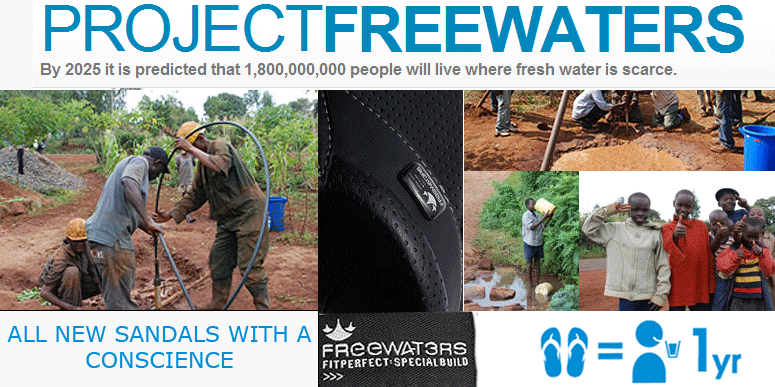 PROJECTFREEWATERS
By 2025 it is predicted that 1,800,000,000 people will live where fresh water is scarce.
FREEWATERS
ALL NEW SANDALS WITH A
CONSCIENCE
FREEWAT3RS
FITPERFECT·SPECIALBUILD
>>>
= 1yr